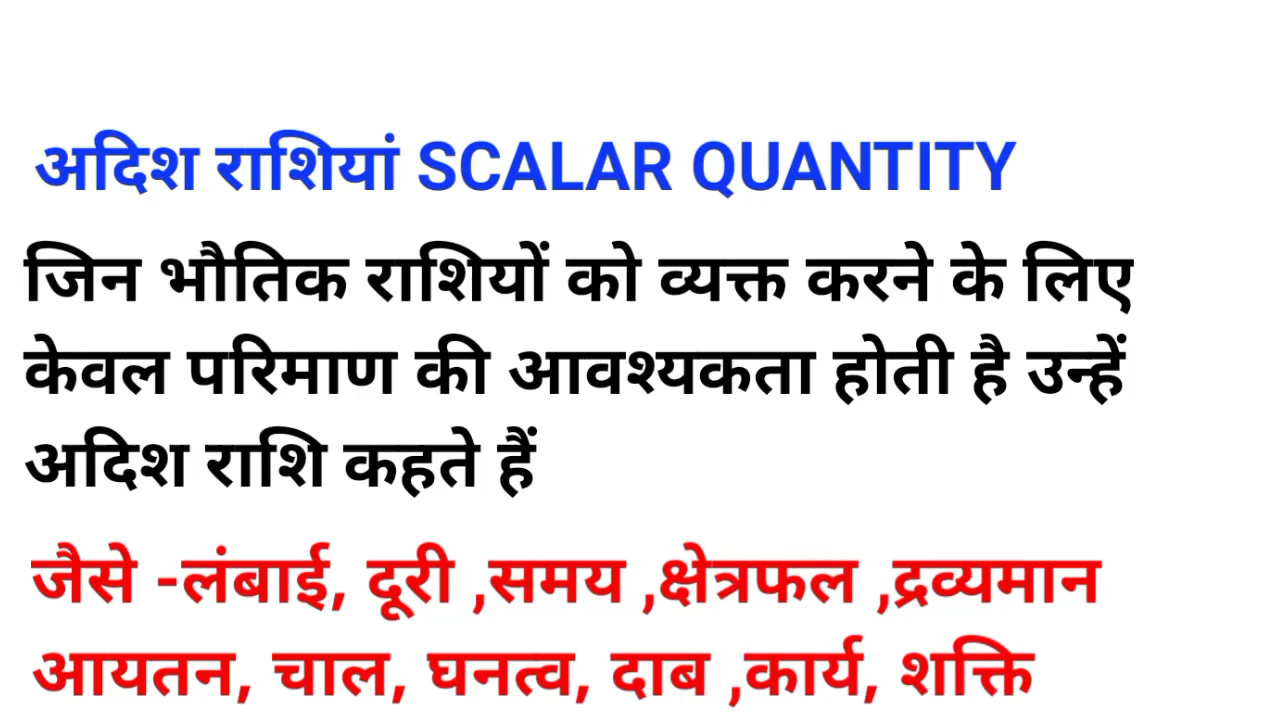 अदिश राशियां SCALAR QUANTITY
जिन भौतिक राशियों को व्यक्त करने के लिए
केवल परिमाण की आवश्यकता होती है उन्हें
अदिश राशि कहते हैं
जैसे -लंबाई, दूरी ,समय ,क्षेत्रफल ,द्रव्यमान
आयतन, चाल, घनत्व, दाब ,कार्य, शक्ति